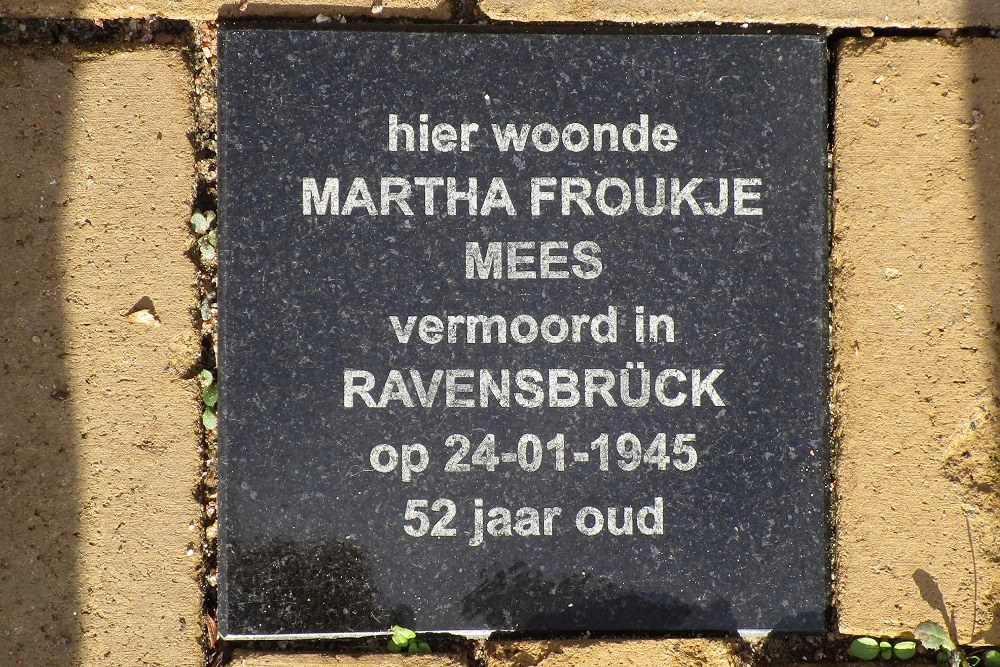 hier woonde
MARTHA FROUKJE
MEES
vermoord in
RAVENSBRÜCK
op 24-01-1945
52 jaar oud